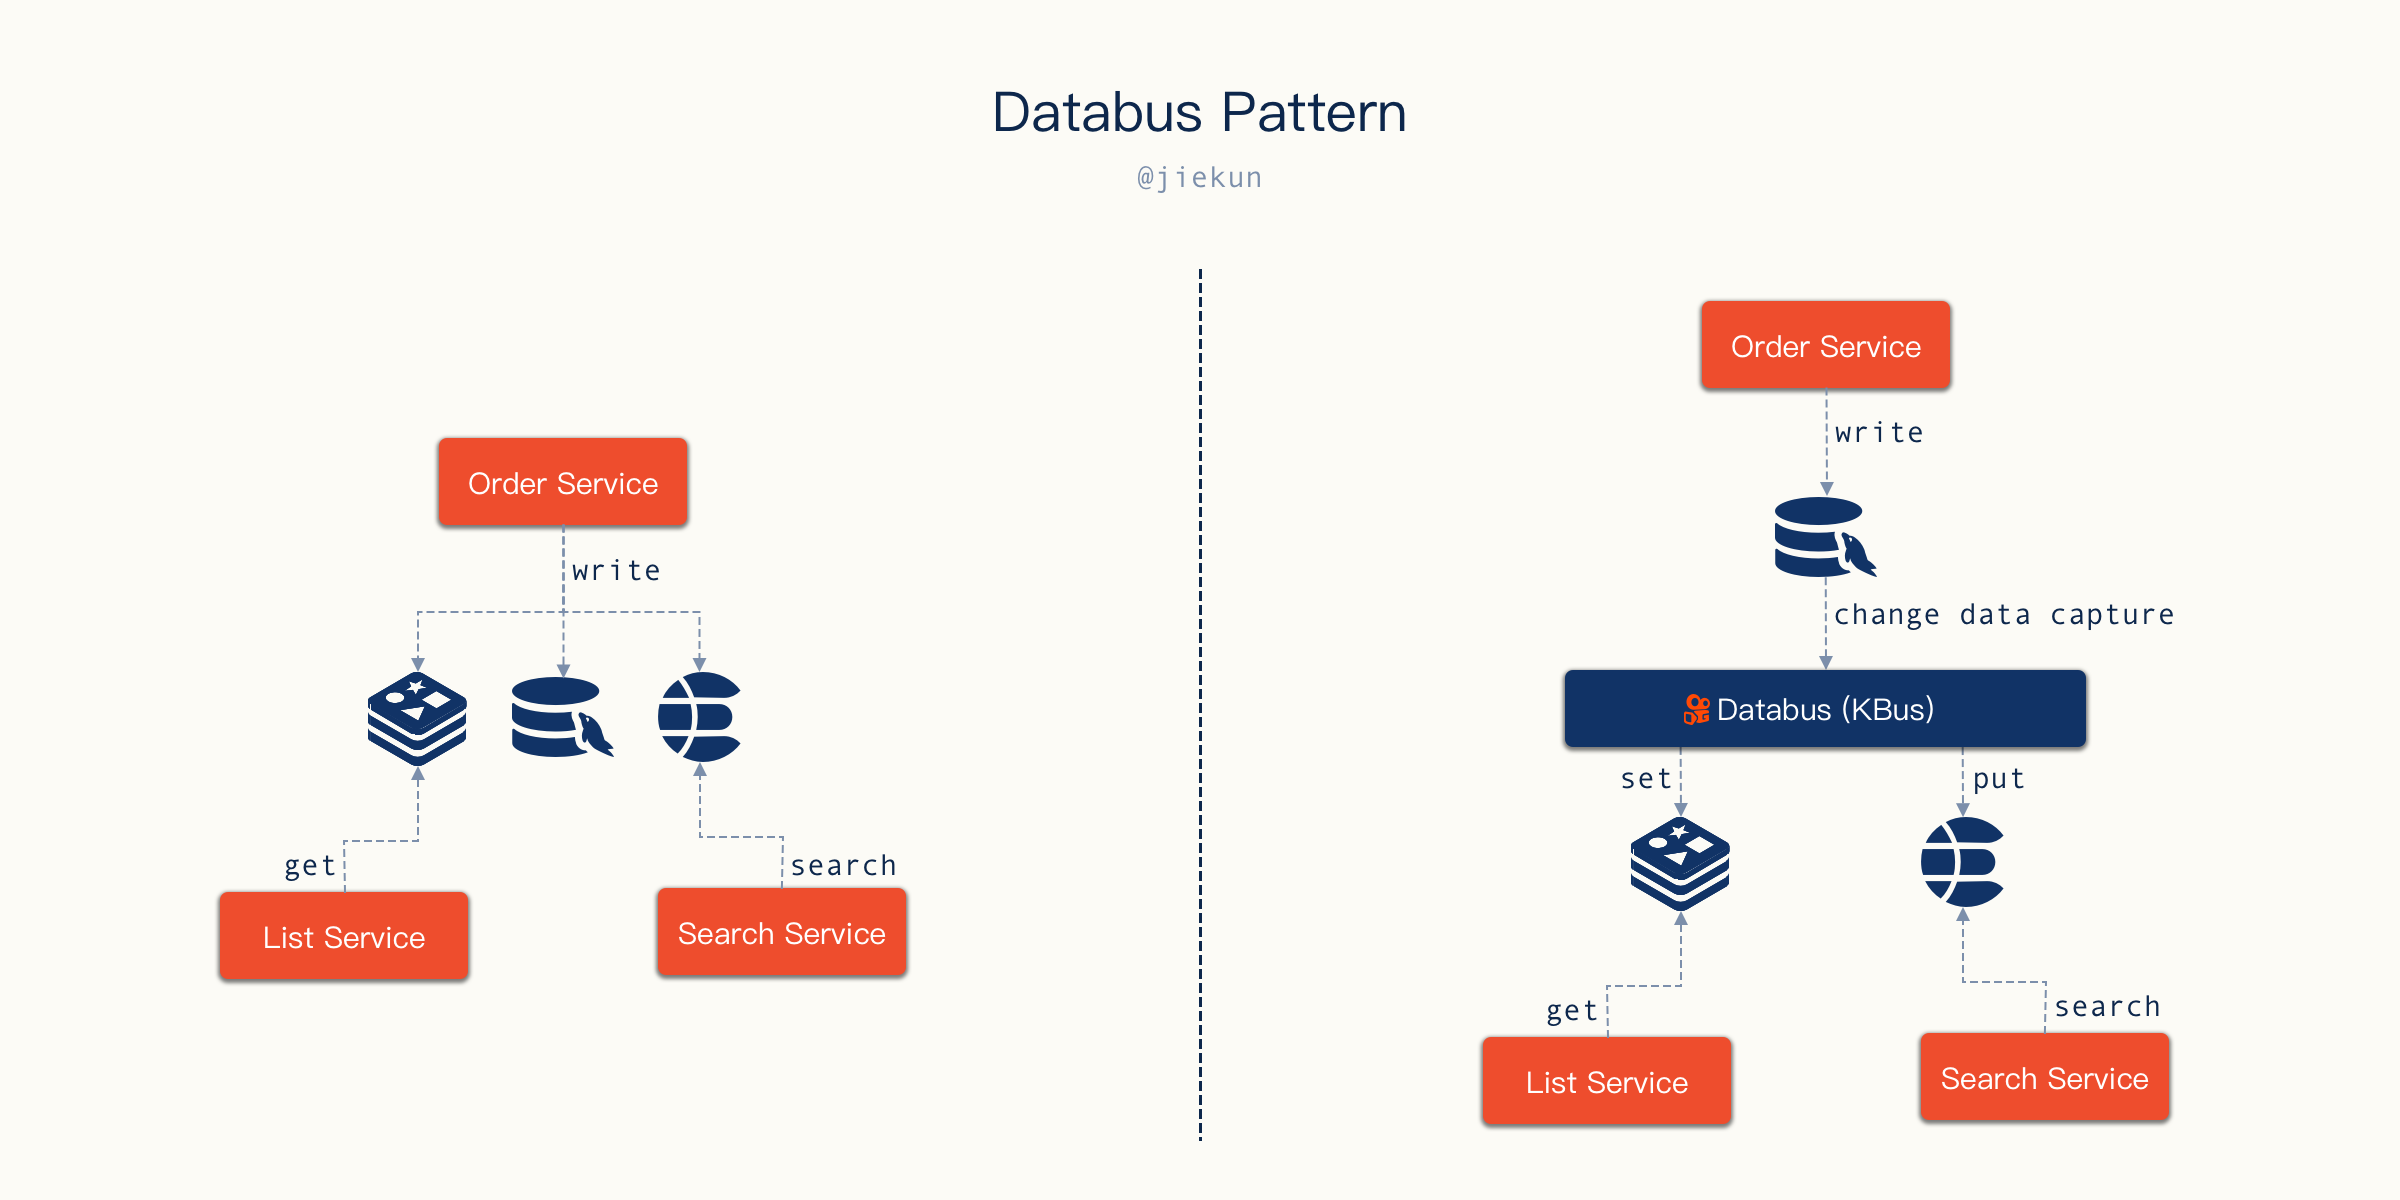 Databus Pattern
@jiekun
Order Service
write
get
search
List Service
Search Service
Order Service
write
change data capture
Databus (KBus)
set
put
get
search
List Service
Search Service